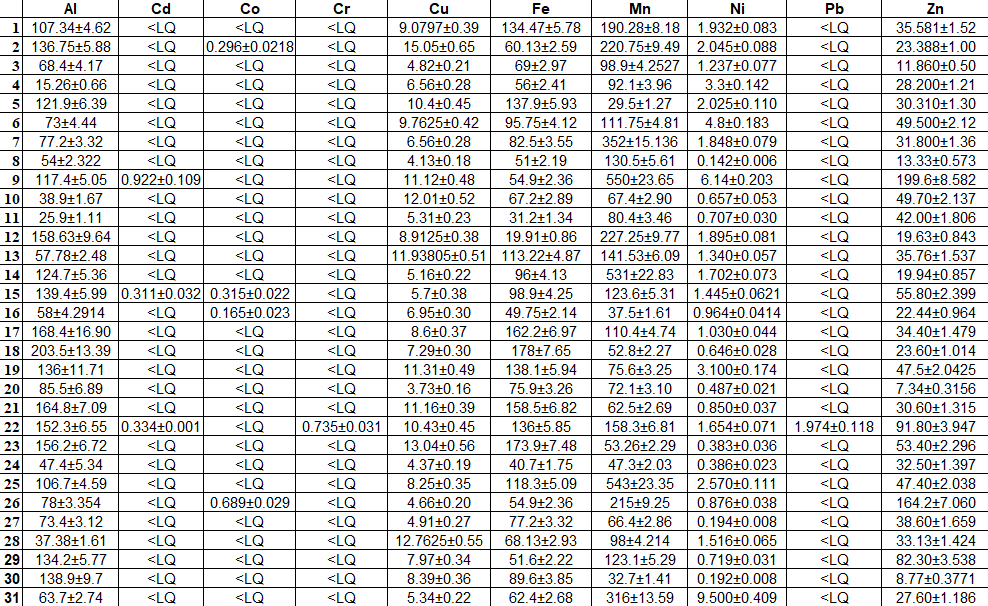 Al Cd Co Cr Cu Fe Mn Ni Pb Zn
1 107.34±4.62 <LQ <LQ <LQ 9.0797±0.39 134.47±5.78 190.28±8.18 1.932±0.083 <LQ 35.581±1.52
2 136.75±5.88 <LQ 0.296±0.0218 <LQ 15.05±0.65 60.13±2.59 220.75±9.49 2.045±0.088 <LQ 23.388±1.00
3 68.4±4.17 <LQ <LQ <LQ 4.82±0.21 69±2.97 98.9±4.2527 1.237±0.077 <LQ 11.860±0.50
4 15.26±0.66 <LQ <LQ <LQ 6.56±0.28 56±2.41 92.1±3.96 3.3±0.142 <LQ 28.200±1.21
5 121.9±6.39 <LQ <LQ <LQ 10.4±0.45 137.9±5.93 29.5±1.27 2.025±0.110 <LQ 30.310±1.30
6 73±4.44 <LQ <LQ <LQ 9.7625±0.42 95.75±4.12 111.75±4.81 4.8±0.183 <LQ 49.500±2.12
7 77.2±3.32 <LQ <LQ <LQ 6.56±0.28 82.5±3.55 352±15.136 1.848±0.079 <LQ 31.800±1.36
8 54±2.322 <LQ <LQ <LQ 4.13±0.18 51±2.19 130.5±5.61 0.142±0.006 <LQ 13.33±0.573
9 117.4±5.05 0.922±0.109 <LQ <LQ 11.12±0.48 54.9±2.36 550±23.65 6.14±0.203 <LQ 199.6±8.582
10 38.9±1.67 <LQ <LQ <LQ 12.01±0.52 67.2±2.89 67.4±2.90 0.657±0.053 <LQ 49.70±2.137
11 25.9±1.11 <LQ <LQ <LQ 5.31±0.23 31.2±1.34 80.4±3.46 0.707±0.030 <LQ 42.00±1.806
12 158.63±9.64 <LQ <LQ <LQ 8.9125±0.38 19.91±0.86 227.25±9.77 1.895±0.081 <LQ 19.63±0.843
13 57.78±2.48 <LQ <LQ <LQ 11.93805±0.51 113.22±4.87 141.53±6.09 1.340±0.057 <LQ 35.76±1.537
14 124.7±5.36 <LQ <LQ <LQ 5.16±0.22 96±4.13 531±22.83 1.702±0.073 <LQ 19.94±0.857
15 139.4±5.99 0.311±0.032 0.315±0.022 <LQ 5.7±0.38 98.9±4.25 123.6±5.31 1.445±0.0621 <LQ 55.80±2.399
16 58±4.2914 <LQ 0.165±0.023 <LQ 6.95±0.30 49.75±2.14 37.5±1.61 0.964±0.0414 <LQ 22.44±0.964
17 168.4±16.90 <LQ <LQ <LQ 8.6±0.37 162.2±6.97 110.4±4.74 1.030±0.044 <LQ 34.40±1.479
18 203.5±13.39 <LQ <LQ <LQ 7.29±0.30 178±7.65 52.8±2.27 0.646±0.028 <LQ 23.60±1.014
19 136±11.71 <LQ <LQ <LQ 11.31±0.49 138.1±5.94 75.6±3.25 3.100±0.174 <LQ 47.5±2.0425
20 85.5±6.89 <LQ <LQ <LQ 3.73±0.16 75.9±3.26 72.1±3.10 0.487±0.021 <LQ 7.34±0.3156
21 164.8±7.09 <LQ <LQ <LQ 11.16±0.39 158.5±6.82 62.5±2.69 0.850±0.037 <LQ 30.60±1.315
22 152.3±6.55 0.334±0.001 <LQ 0.735±0.031 10.43±0.45 136±5.85 158.3±6.81 1.654±0.071 1.974±0.118 91.80±3.947
23 156.2±6.72 <LQ <LQ <LQ 13.04±0.56 173.9±7.48 53.26±2.29 0.383±0.036 <LQ 53.40±2.296
24 47.4±5.34 <LQ <LQ <LQ 4.37±0.19 40.7±1.75 47.3±2.03 0.386±0.023 <LQ 32.50±1.397
25 106.7±4.59 <LQ <LQ <LQ 8.25±0.35 118.3±5.09 543±23.35 2.570±0.111 <LQ 47.40±2.038
26 78±3.354 <LQ 0.689±0.029 <LQ 4.66±0.20 54.9±2.36 215±9.25 0.876±0.038 <LQ 164.2±7.060
27 73.4±3.12 <LQ <LQ <LQ 4.91±0.27 77.2±3.32 66.4±2.86 0.194±0.008 <LQ 38.60±1.659
28 37.38±1.61 <LQ <LQ <LQ 12.7625±0.55 68.13±2.93 98±4.214 1.516±0.065 <LQ 33.13±1.424
29 134.2±5.77 <LQ <LQ <LQ 7.97±0.34 51.6±2.22 123.1±5.29 0.719±0.031 <LQ 82.30±3.538
30 138.9±9.7 <LQ <LQ <LQ 8.39±0.36 89.6±3.85 32.7±1.41 0.192±0.008 <LQ 8.77±0.3771
31 63.7±2.74 <LQ <LQ <LQ 5.34±0.22 62.4±2.68 316±13.59 9.500±0.409 <LQ 27.60±1.186